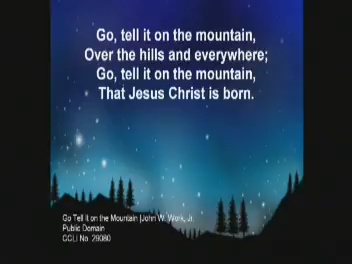 Go, tell it on the mountain,
Over the hills and everywhere;
Go, tell it on the mountain,
That Jesus Christ is born.
Go Tell It on the Mountain |John W. Work, Jr.
Public Domain
CCLI No. 29080